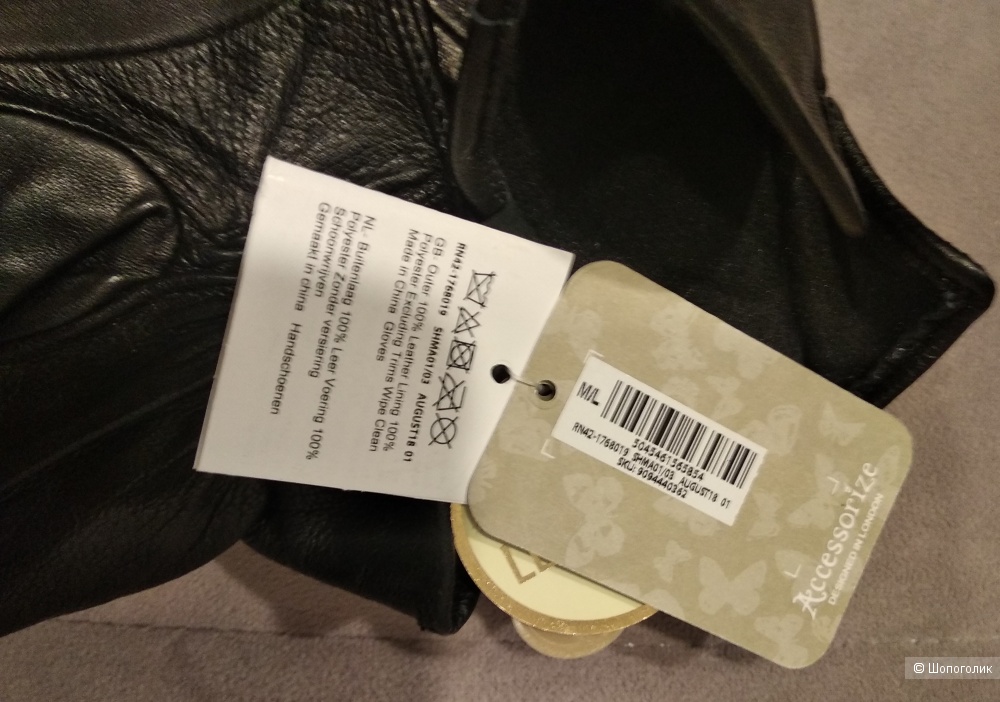 RN42-1768019 SHMA01/03 AUGUST18 01
GB- Outer 100% Leather Lining 100%
Polyester Excluding Trims Wipe Clean
Made in China Gloves
NL- Buitenlaag 100% Leer Voering 100%
Polyester Zonder versiering
Schoonwrijven
Gemaakt in china Handschoenen
M/L
RN42-1768019 SHMA01/03 AUGUST18 01
SKU: 9094440362
Accessorize
DESIGNED IN LONDON
© Шопоголик